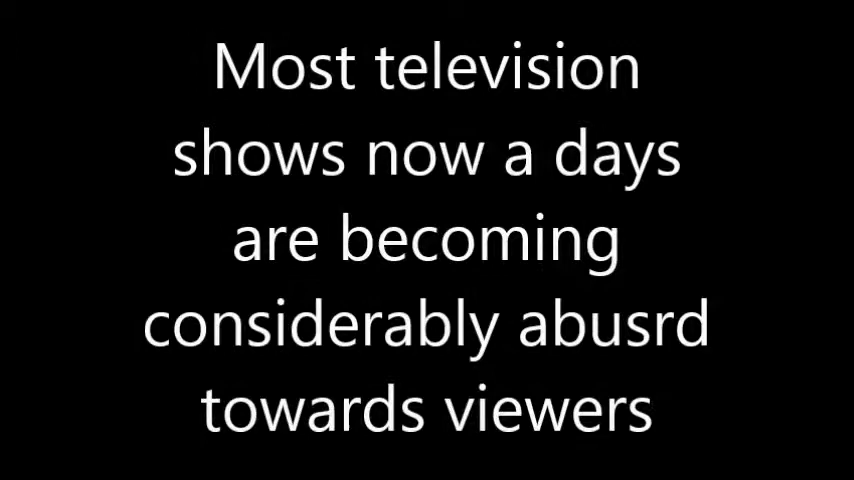 Most television
shows now a days
are becoming
considerably abusrd
towards viewers